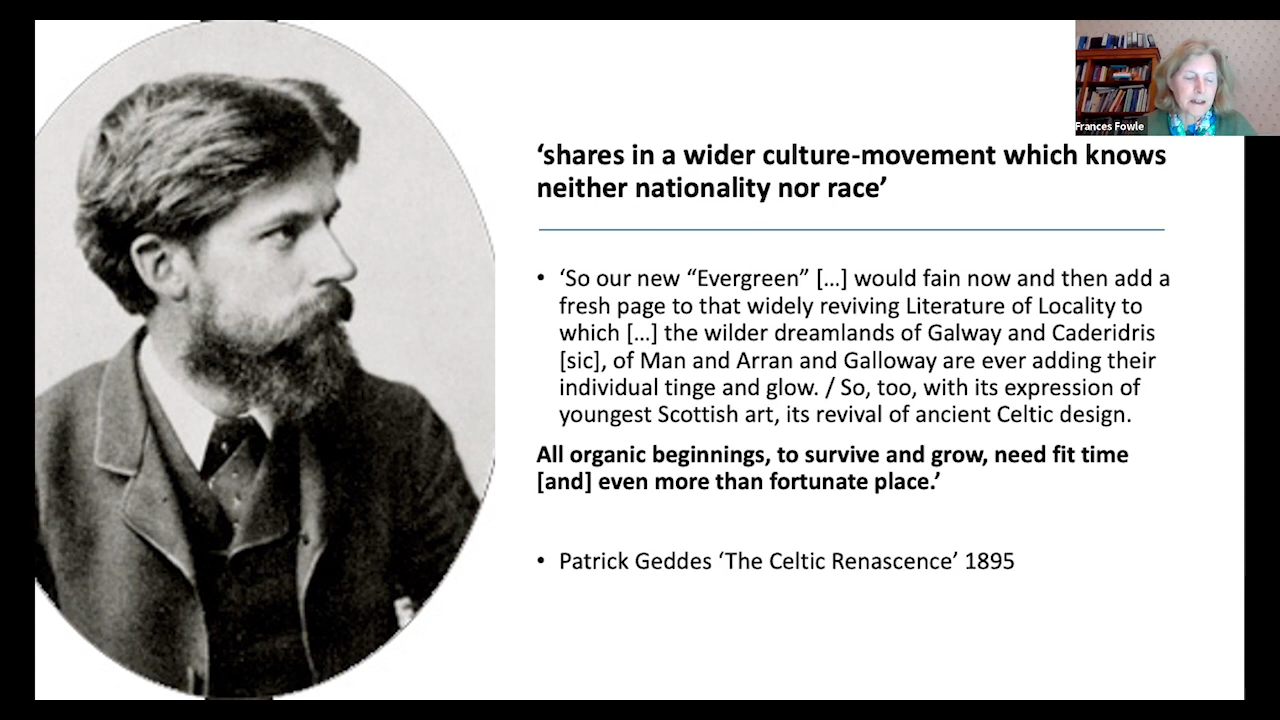 Frances Fowle
‘shares in a wider culture-movement which knows
neither nationality nor race’
• ‘So our new “Evergreen” [...] would fain now and then add a
fresh page to that widely reviving Literature of Locality to
which [...] the wilder dreamlands of Galway and Caderidris
[sic], of Man and Arran and Galloway are ever adding their
individual tinge and glow. / So, too, with its expression of
youngest Scottish art, its revival of ancient Celtic design.
All organic beginnings, to survive and grow, need fit time
[and] even more than fortunate place.’
• Patrick Geddes ‘The Celtic Renascence’ 1895